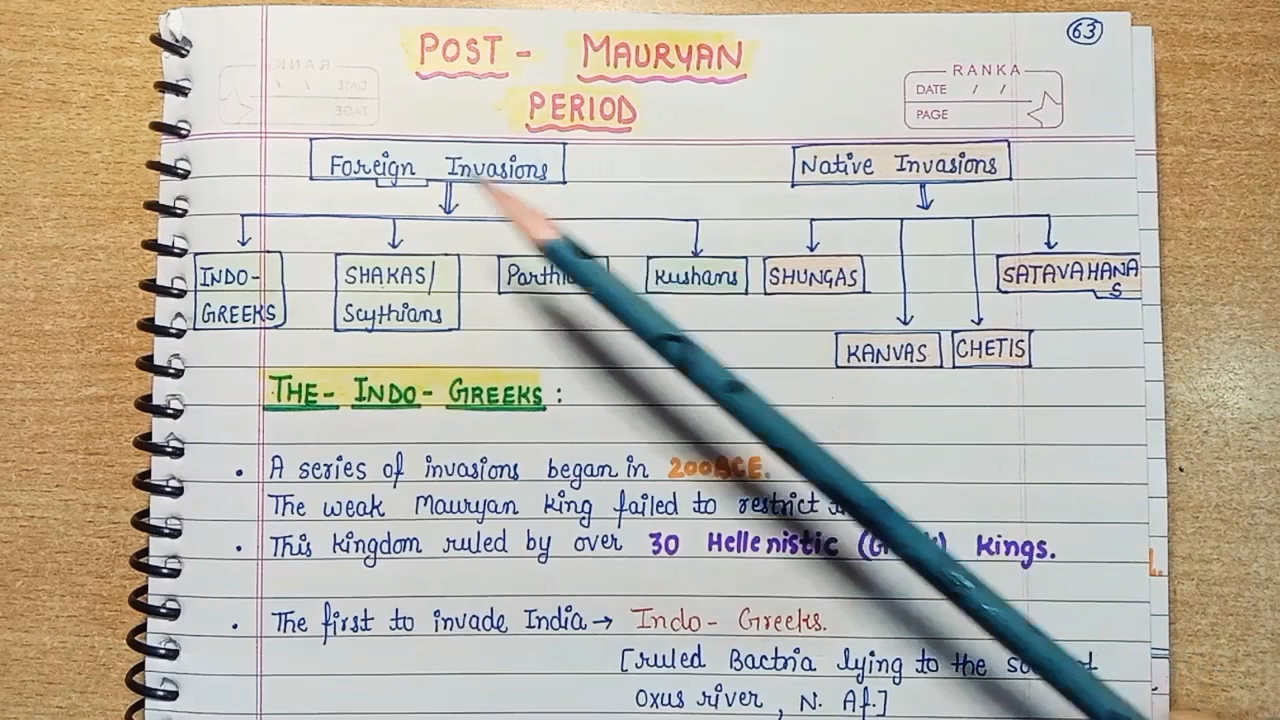 63
POST- MAURYAN
PERIOD
RANKA
DATE / /
PAGE
Foreign Invasions
Native Invasions
INDO-
GREEKS
SHAKAS/
Scythians
Kushans
SHUNGAS
SATAVAHANA
S
KANVAS
CHETIS
THE- INDO- GREEKS :
• A series of invasions began in 200BCE.
The weak Mauryan king failed to restrict
• This kingdom ruled by over 30 Hellenistic kings.
• The first to invade India → Indo- Greeks.
[ruled Bactria lying to the
Oxus river , N. Af.]